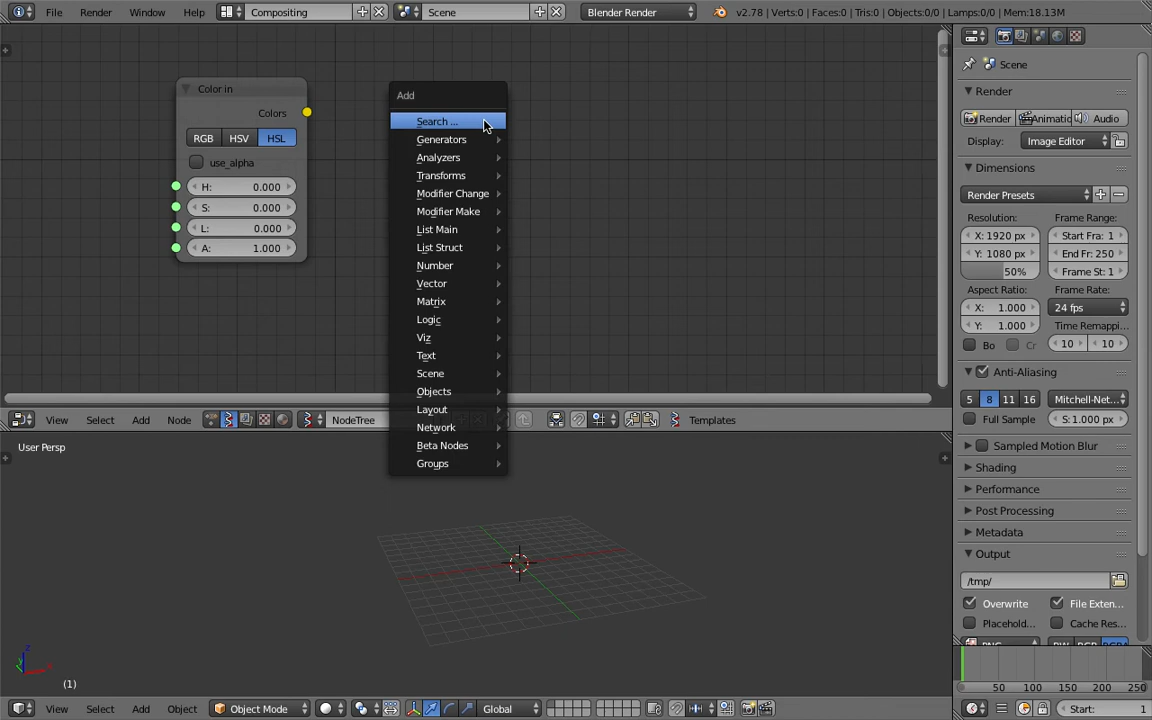 File Render Window Help Compositing Scene Blender Render v2.78 | Verts:0 | Faces:0 | Tris:0 | Objects:0/0 | Lamps:0/0 | Mem:18.13M
Color in
Colors
RGB HSV HSL
use_alpha
H: 0.000
S: 0.000
L: 0.000
A: 1.000
Add
Search ...
Generators
Analyzers
Transforms
Modifier Change
Modifier Make
List Main
List Struct
Number
Vector
Matrix
Logic
Viz
Text
Scene
Objects
Layout
Network
Beta Nodes
Groups
View Select Add Node NodeTree Templates
User Persp
(1)
View Select Add Object Object Mode Global
Scene
Render
Render Animatic Audio
Display: Image Editor
Dimensions
Render Presets
Resolution: Frame Range:
X: 1920 px Start Fra: 1
Y: 1080 px End Fr: 250
50% Frame St: 1
Aspect Ratio: Frame Rate:
X: 1.000 24 fps
Y: 1.000 Time Remappi...
Bo Cr 10 10
Anti-Aliasing
5 8 11 16 Mitchell-Net...
Full Sample S: 1.000 px
Sampled Motion Blur
Shading
Performance
Post Processing
Metadata
Output
/tmp/
Overwrite File Exten...
Placehold... Cache Res...
50 100 150 200 250
Start: 1